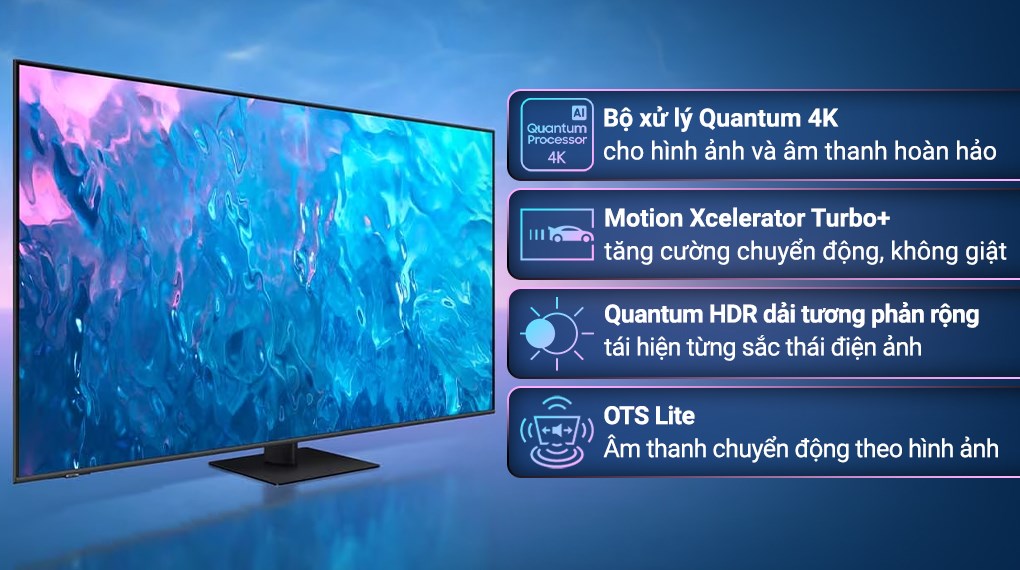 AI
Quantum
Processor
4K
Bộ xử lý Quantum 4K
cho hình ảnh và âm thanh hoàn hảo
Motion Xcelerator Turbo+
tăng cường chuyển động, không giật
Quantum HDR dải tương phản rộng
tái hiện từng sắc thái điện ảnh
OTS Lite
Âm thanh chuyển động theo hình ảnh